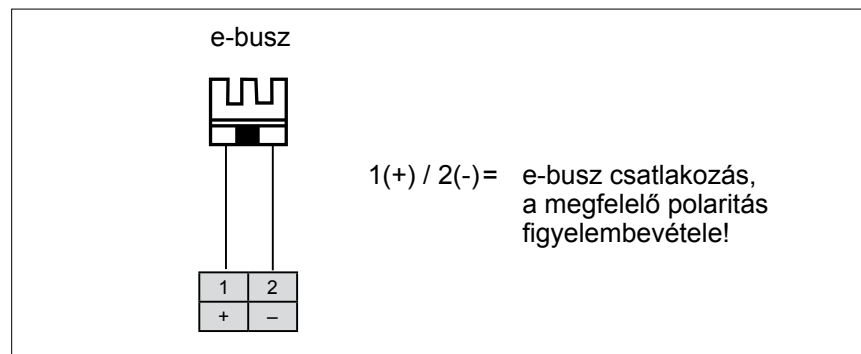 e-busz
1(+) / 2(-)= e-busz csatlakozás,
a megfelelő polaritás
figyelembevétele!
1 2
+ –